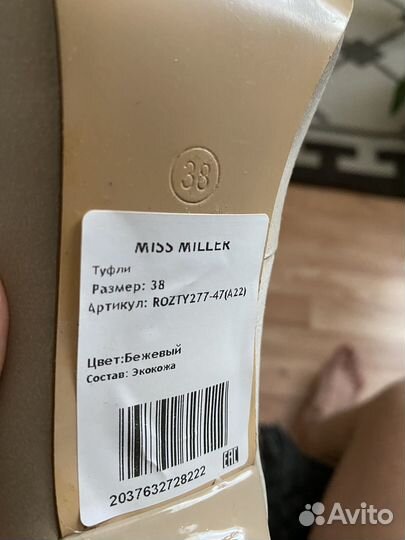 38
MISS MILLER
Туфли
Размер: 38
Артикул: ROZTY277-47(A22)
Цвет:Бежевый
Состав: Экокожа
EAC
2037632728222
Avito